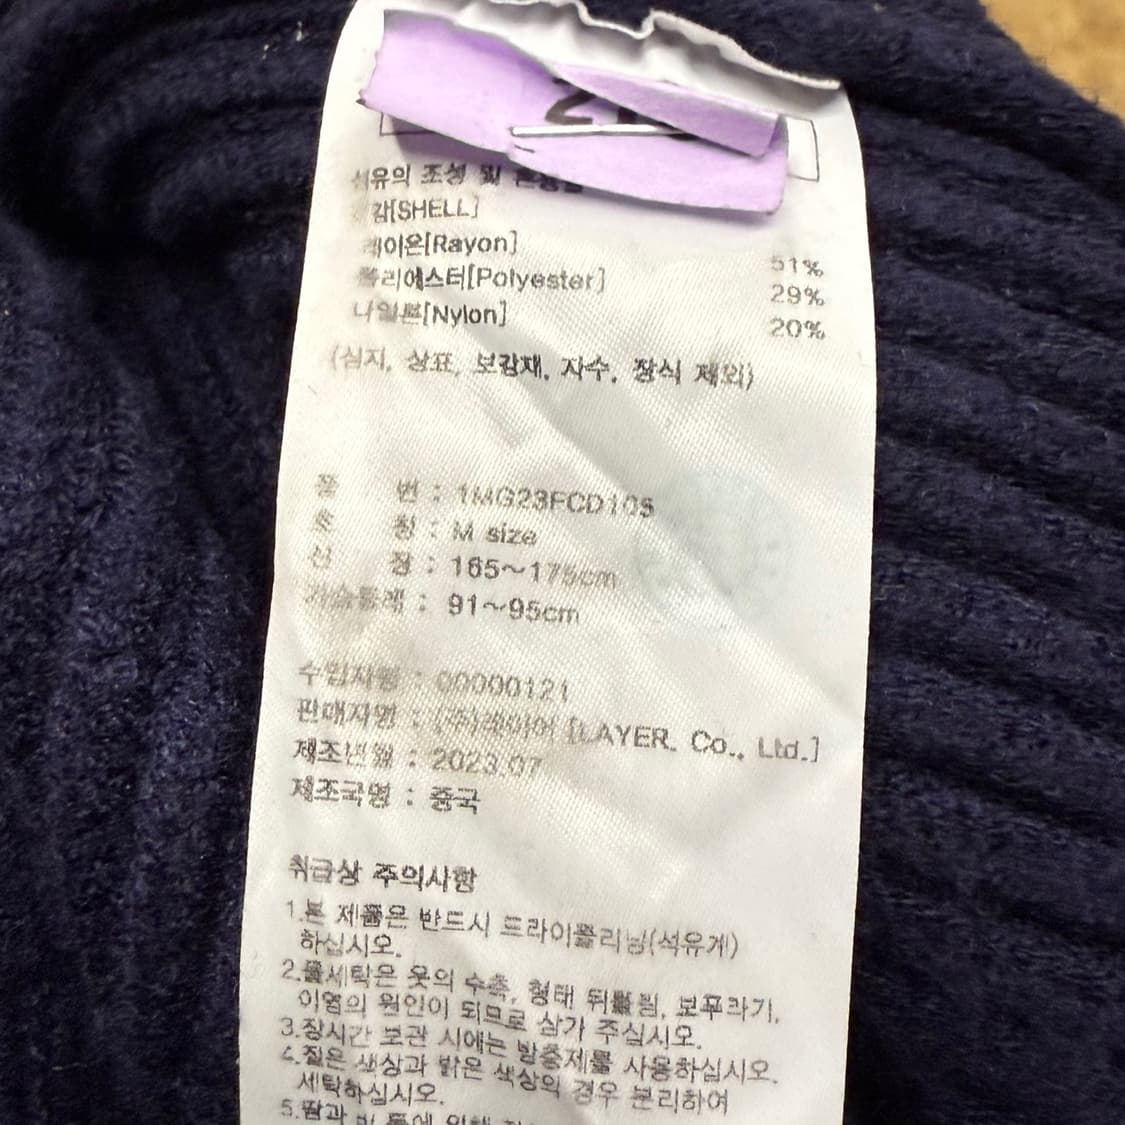 섬유의 조성 및 혼용율
겉감[SHELL]
레이온[Rayon] 51%
폴리에스터[Polyester] 29%
나일론[Nylon] 20%
(심지, 상표, 보강재, 자수, 장식 제외)
품 번 : 1MG23FCD105
호 칭 : M size
신 장 : 165~175cm
가슴둘레 : 91~95cm
수입자명 : 00000121
판매자명 : (주)레이어 [LAYER. Co., Ltd.]
제조년월 : 2023.07
제조국명 : 중국
취급상 주의사항
1.본 제품은 반드시 드라이클리닝(석유계)
하십시오.
2.물세탁은 옷의 수축, 형태 뒤틀림, 보푸라기,
이염의 원인이 되므로 삼가 주십시오.
3.장시간 보관 시에는 방충제를 사용하십시오.
4.짙은 색상과 밝은 색상의 경우 분리하여
세탁하십시오.
5.땀과